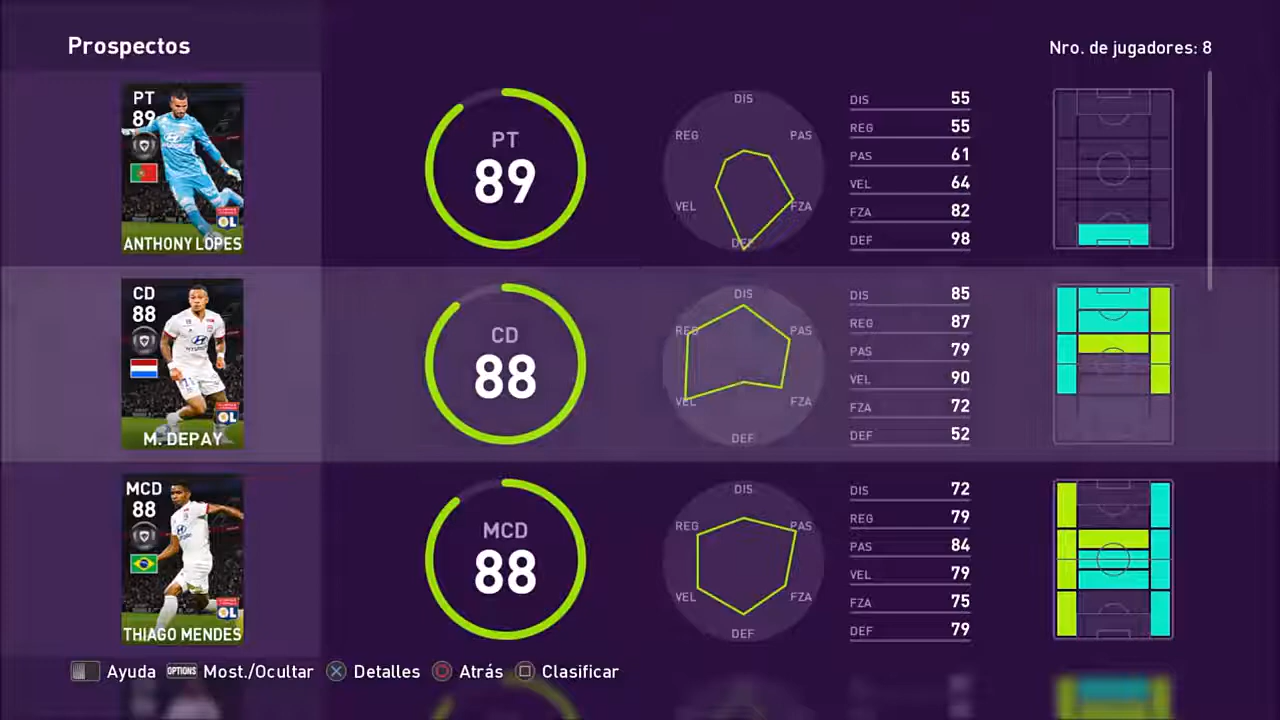 Prospectos
Nro. de jugadores: 8
PT
89
ANTHONY LOPES
PT
89
DIS
REG PAS
VEL FZA
DEF
DIS 55
REG 55
PAS 61
VEL 64
FZA 82
DEF 98
CD
88
M. DEPAY
CD
88
DIS
REG PAS
VEL FZA
DEF
DIS 85
REG 87
PAS 79
VEL 90
FZA 72
DEF 52
MCD
88
THIAGO MENDES
MCD
88
DIS
REG PAS
VEL FZA
DEF
DIS 72
REG 79
PAS 84
VEL 79
FZA 75
DEF 79
Ayuda OPTIONS Most./Ocultar Detalles Atrás Clasificar